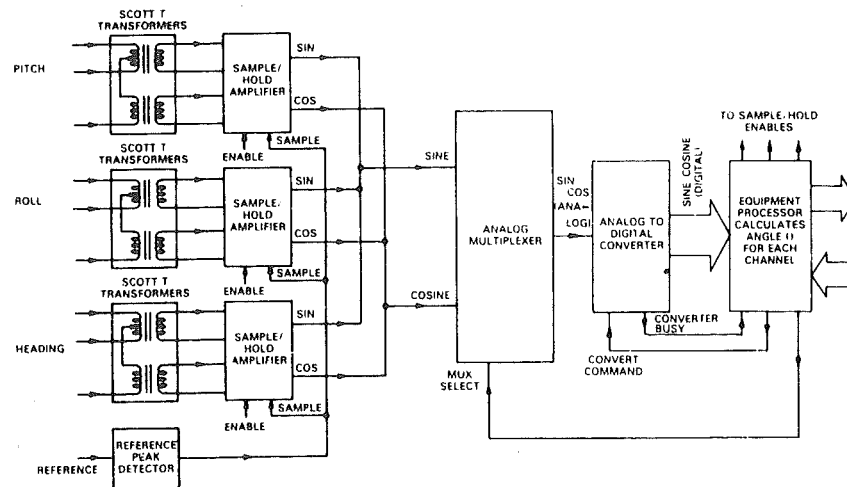 SCOTT T
TRANSFORMERS
PITCH
SAMPLE/
HOLD
AMPLIFIER
SIN
COS
SAMPLE
ENABLE
SCOTT T
TRANSFORMERS
ROLL
SAMPLE/
HOLD
AMPLIFIER
SIN
COS
SAMPLE
ENABLE
SCOTT T
TRANSFORMERS
HEADING
SAMPLE/
HOLD
AMPLIFIER
SIN
COS
SAMPLE
ENABLE
REFERENCE
REFERENCE
PEAK
DETECTOR
SINE
COSINE
ANALOG
MULTIPLEXER
MUX
SELECT
SIN
COS
(ANA-
LOG)
ANALOG TO
DIGITAL
CONVERTER
SINE COSINE
(DIGITAL)
CONVERTER
BUSY
CONVERT
COMMAND
TO SAMPLE/HOLD
ENABLES
EQUIPMENT
PROCESSOR
CALCULATES
ANGLE θ
FOR EACH
CHANNEL